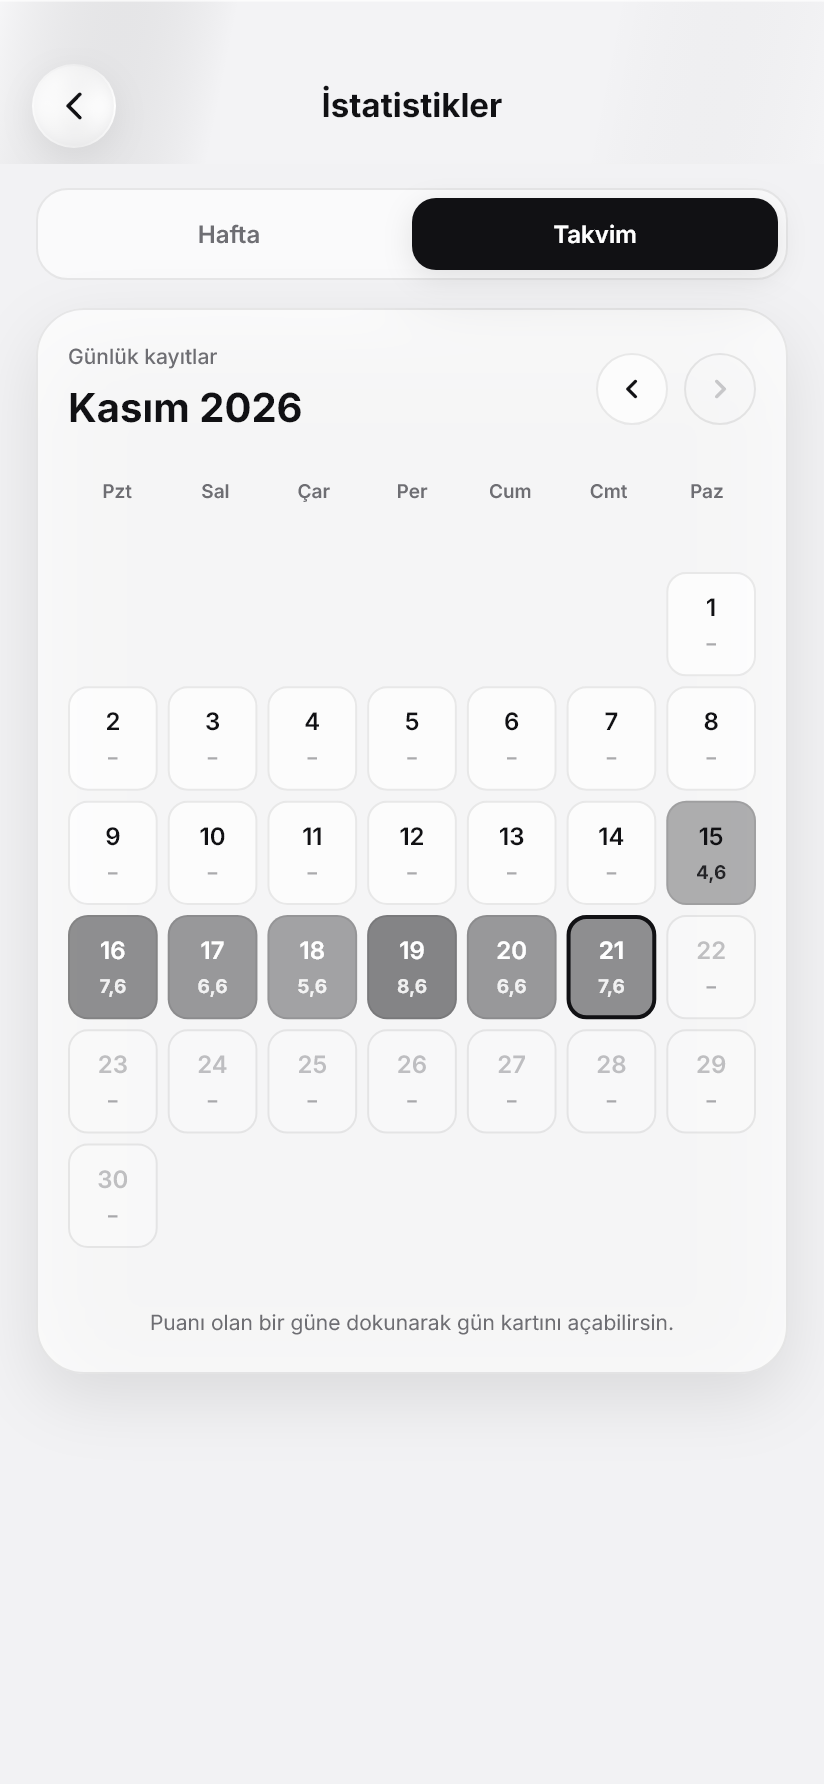 İstatistikler
Hafta Takvim
Günlük kayıtlar
Kasım 2026
Pzt Sal Çar Per Cum Cmt Paz
1
–
2 3 4 5 6 7 8
– – – – – – –
9 10 11 12 13 14 15
– – – – – – 4,6
16 17 18 19 20 21 22
7,6 6,6 5,6 8,6 6,6 7,6 –
23 24 25 26 27 28 29
– – – – – – –
30
–
Puanı olan bir güne dokunarak gün kartını açabilirsin.